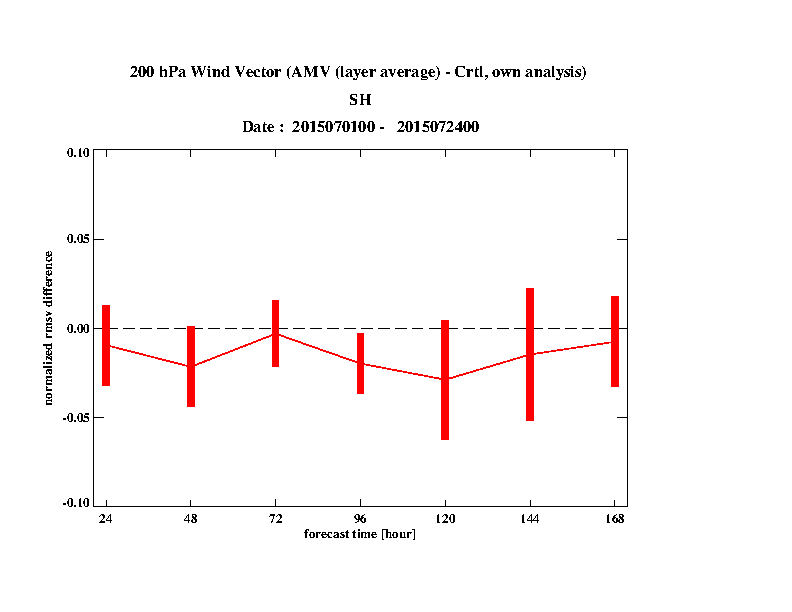 200 hPa Wind Vector (AMV (layer average) - Crtl, own analysis)
SH
Date : 2015070100 - 2015072400
0.10
0.05
0.00
-0.05
-0.10
normalized rmsv difference
24 48 72 96 120 144 168
forecast time [hour]